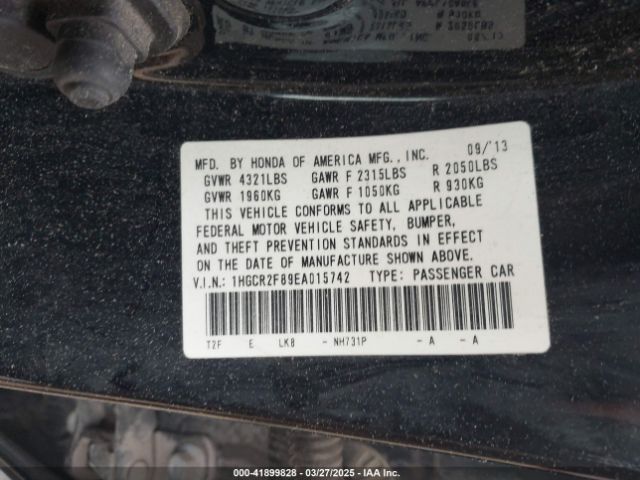 MFD. BY HONDA OF AMERICA MFG., INC. 09/'13
GVWR 4321LBS GAWR F 2315LBS R 2050LBS
GVWR 1960KG GAWR F 1050KG R 930KG
THIS VEHICLE CONFORMS TO ALL APPLICABLE
FEDERAL MOTOR VEHICLE SAFETY, BUMPER,
AND THEFT PREVENTION STANDARDS IN EFFECT
ON THE DATE OF MANUFACTURE SHOWN ABOVE.
V.I.N.: 1HGCR2F89EA015742 TYPE: PASSENGER CAR
T2F E LK8 - NH731P - A - A
000-41899828 - 03/27/2025 - IAA Inc.